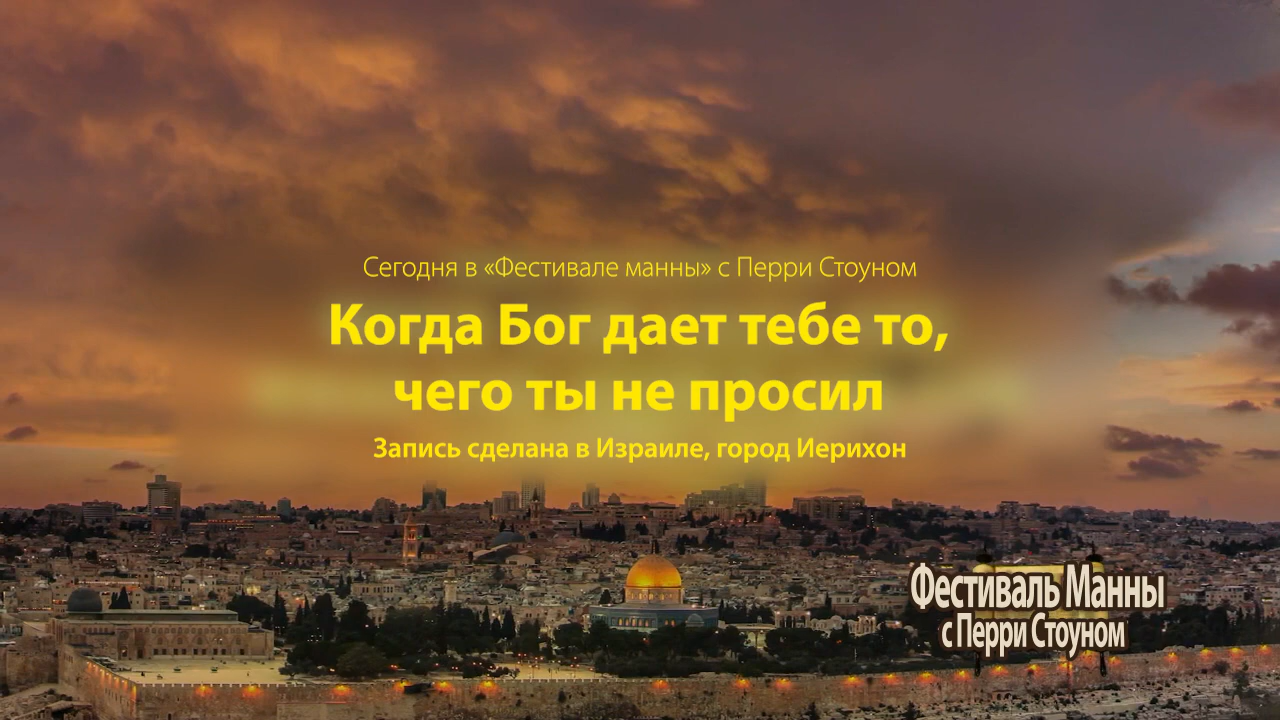 Сегодня в «Фестивале манны» с Перри Стоуном
Когда Бог дает тебе то,
чего ты не просил
Запись сделана в Израиле, город Иерихон
Фестиваль Манны
с Перри Стоуном